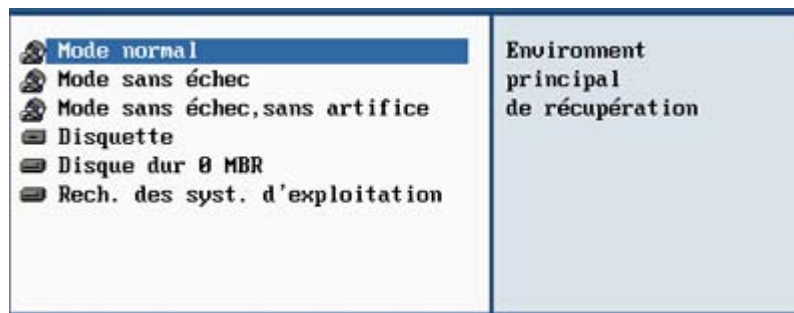 Mode normal
Mode sans échec
Mode sans échec,sans artifice
Disquette
Disque dur 0 MBR
Rech. des syst. d'exploitation
Environnent
principal
de récupération